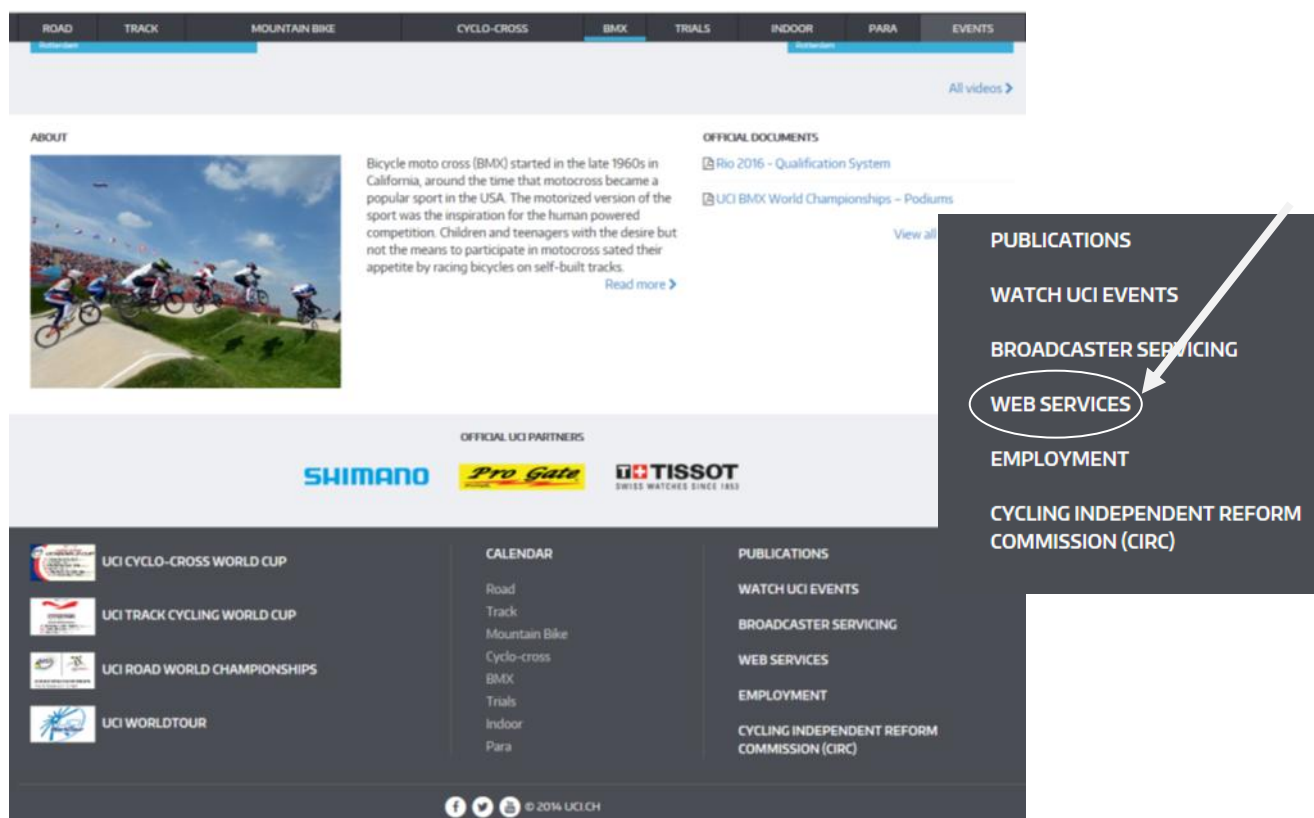 ROAD TRACK MOUNTAIN BIKE CYCLO-CROSS BMX TRIALS INDOOR PARA EVENTS
Rotterdam Rotterdam
All videos
ABOUT
Bicycle moto cross (BMX) started in the late 1960s in
California, around the time that motocross became a
popular sport in the USA. The motorized version of the
sport was the inspiration for the human powered
competition. Children and teenagers with the desire but
not the means to participate in motocross sated their
appetite by racing bicycles on self-built tracks.
Read more
OFFICIAL DOCUMENTS
Rio 2016 - Qualification System
UCI BMX World Championships – Podiums
View all
PUBLICATIONS
WATCH UCI EVENTS
BROADCASTER SERVICING
WEB SERVICES
EMPLOYMENT
CYCLING INDEPENDENT REFORM
COMMISSION (CIRC)
OFFICIAL UCI PARTNERS
SHIMANO
Pro Gate
TISSOT
SWISS WATCHES SINCE 1853
UCI CYCLO-CROSS WORLD CUP
UCI TRACK CYCLING WORLD CUP
UCI ROAD WORLD CHAMPIONSHIPS
UCI WORLDTOUR
CALENDAR
Road
Track
Mountain Bike
Cyclo-cross
BMX
Trials
Indoor
Para
PUBLICATIONS
WATCH UCI EVENTS
BROADCASTER SERVICING
WEB SERVICES
EMPLOYMENT
CYCLING INDEPENDENT REFORM
COMMISSION (CIRC)
© 2014 UCI.CH